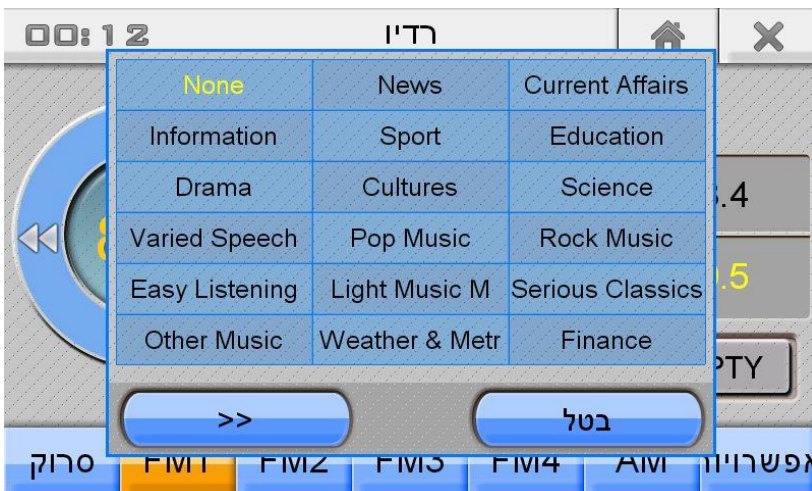 00:12 רדיו
None News Current Affairs
Information Sport Education
Drama Cultures Science
.4
Varied Speech Pop Music Rock Music
Easy Listening Light Music M Serious Classics
.5
Other Music Weather & Metr Finance
PTY
<< בטל
סרוק FM1 FM2 FM3 FM4 AM אפשרויות